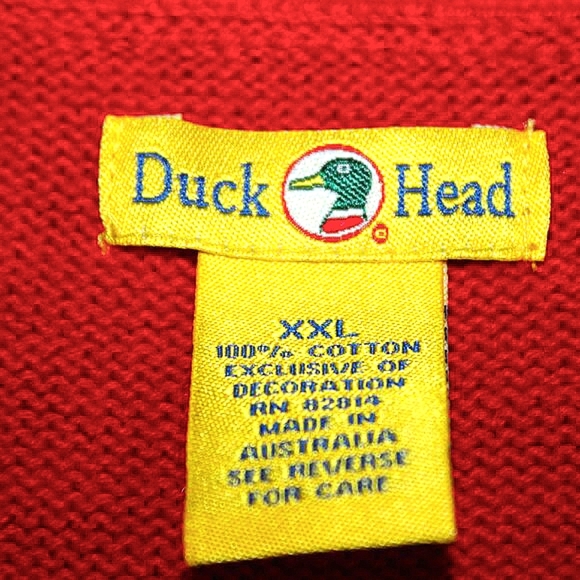 Duck Head
XXL
100% COTTON
EXCLUSIVE OF
DECORATION
RN 82814
MADE IN
AUSTRALIA
SEE REVERSE
FOR CARE